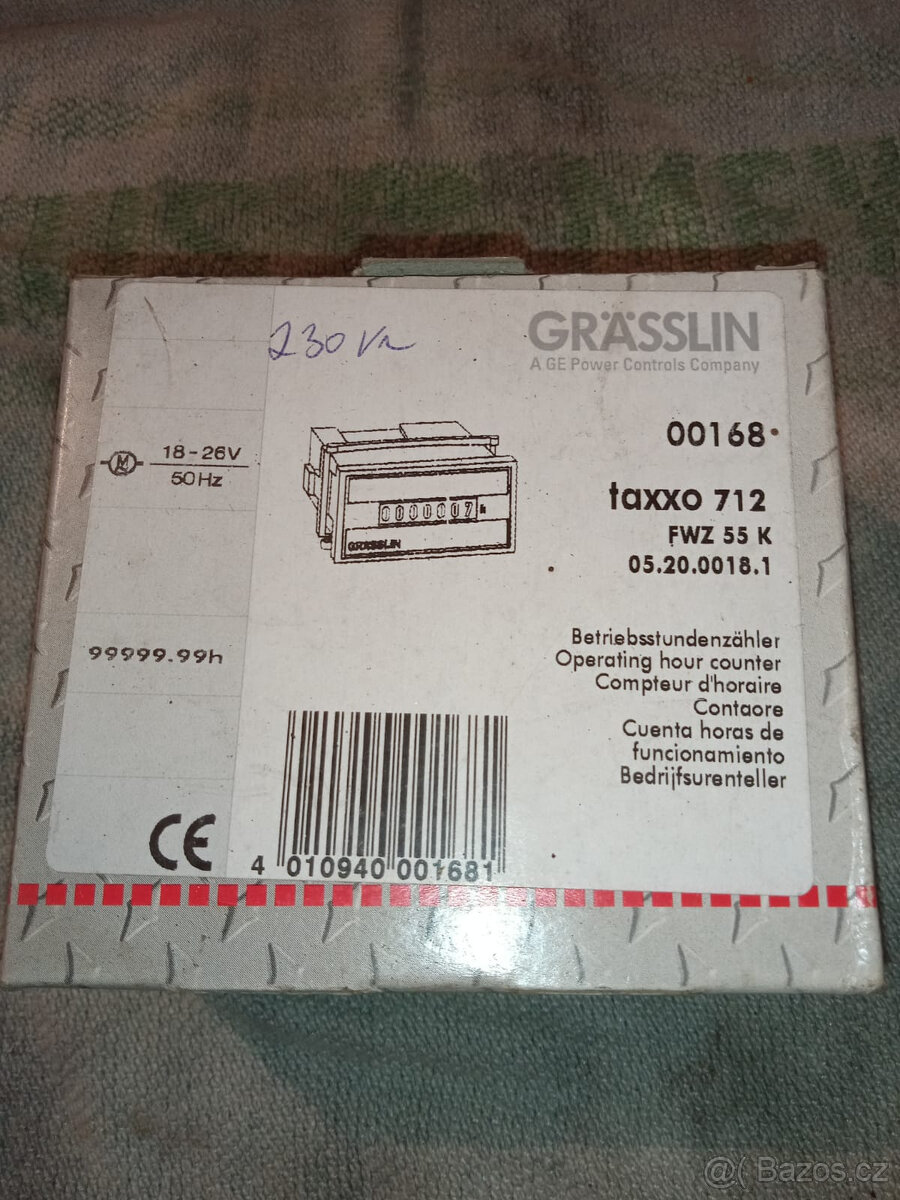 230 V~
GRÄSSLIN
A GE Power Controls Company
00168
18-26V
50Hz
M
0000007 h
GRÄSSLIN
taxxo 712
FWZ 55 K
05.20.0018.1
99999.99h
Betriebsstundenzähler
Operating hour counter
Compteur d'horaire
Contaore
Cuenta horas de
funcionamiento
Bedrijfsurenteller
CE
4 010940 001681
@( Bazos.cz